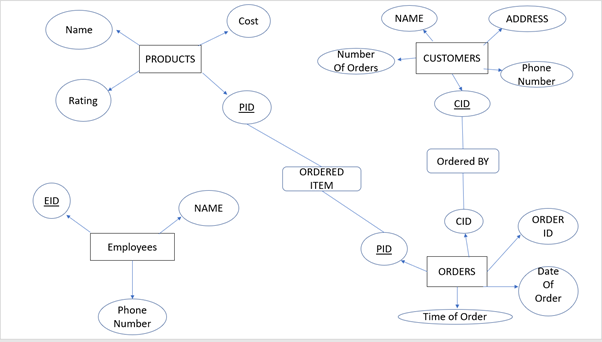 Name
Cost
PRODUCTS
Rating
PID
NAME
ADDRESS
Number
Of Orders
CUSTOMERS
Phone
Number
CID
Ordered BY
ORDERED
ITEM
EID
NAME
Employees
Phone
Number
CID
ORDER
ID
PID
ORDERS
Date
Of
Order
Time of Order